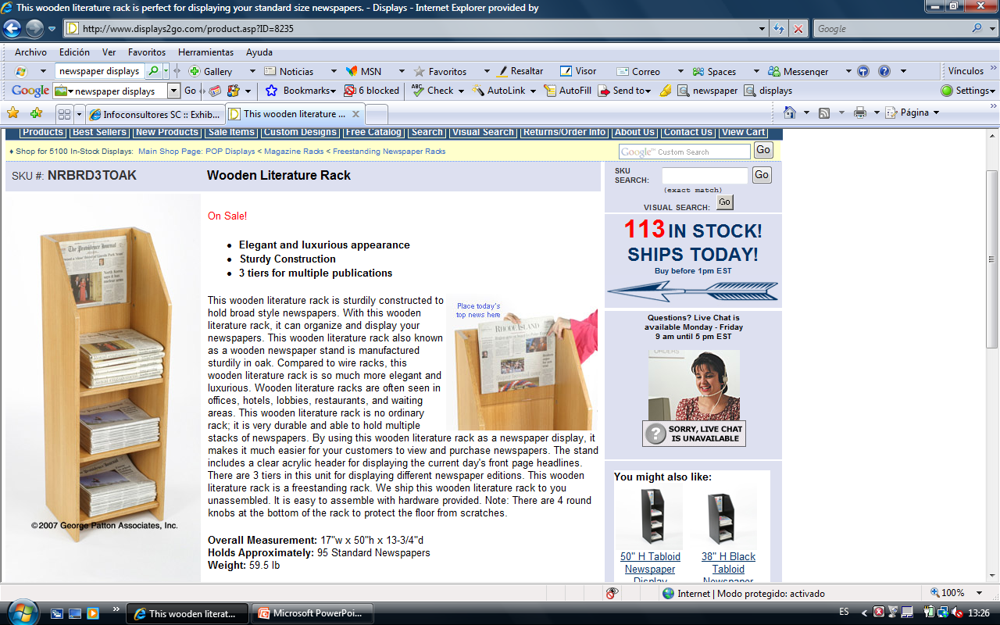 This wooden literature rack is perfect for displaying your standard size newspapers. - Displays - Internet Explorer provided by
http://www.displays2go.com/product.asp?ID=8235
Google
Archivo Edición Ver Favoritos Herramientas Ayuda
newspaper displays Gallery Noticias MSN Favoritos Resaltar Visor Correo Spaces Messenger Vínculos
Google newspaper displays Go Bookmarks 6 blocked Check AutoLink AutoFill Send to newspaper displays Settings
Infoconsultores SC :: Exhib... This wooden literature ... Página
Products Best Sellers New Products Sale Items Custom Designs Free Catalog Search Visual Search Returns/Order Info About Us Contact Us View Cart
♦ Shop for 5100 In-Stock Displays: Main Shop Page: POP Displays < Magazine Racks < Freestanding Newspaper Racks
Google™ Custom Search Go
SKU #: NRBRD3TOAK
Wooden Literature Rack
On Sale!
• Elegant and luxurious appearance
• Sturdy Construction
• 3 tiers for multiple publications
This wooden literature rack is sturdily constructed to
hold broad style newspapers. With this wooden
literature rack, it can organize and display your
newspapers. This wooden literature rack also known
as a wooden newspaper stand is manufactured
sturdily in oak. Compared to wire racks, this
wooden literature rack is so much more elegant and
luxurious. Wooden literature racks are often seen in
offices, hotels, lobbies, restaurants, and waiting
areas. This wooden literature rack is no ordinary
rack; it is very durable and able to hold multiple
stacks of newspapers. By using this wooden literature rack as a newspaper display, it
makes it much easier for your customers to view and purchase newspapers. The stand
includes a clear acrylic header for displaying the current day's front page headlines.
There are 3 tiers in this unit for displaying different newspaper editions. This wooden
literature rack is a freestanding rack. We ship this wooden literature rack to you
unassembled. It is easy to assemble with hardware provided. Note: There are 4 round
knobs at the bottom of the rack to protect the floor from scratches.
Overall Measurement: 17"w x 50"h x 13-3/4"d
Holds Approximately: 95 Standard Newspapers
Weight: 59.5 lb
Place today's
top news here
RHODE ISLAND
The Providence Journal
©2007 George Patton Associates, Inc.
SKU
SEARCH:
Go
(exact match)
VISUAL SEARCH: Go
113 IN STOCK!
SHIPS TODAY!
Buy before 1pm EST
Questions? Live Chat is
available Monday - Friday
9 am until 5 pm EST
ORDERS
SORRY, LIVE CHAT
IS UNAVAILABLE
You might also like:
50" H Tabloid
Newspaper
Display
38" H Black
Tabloid
Newspaper
Internet | Modo protegido: activado
100%
This wooden literat... Microsoft PowerPoi...
ES
13:26